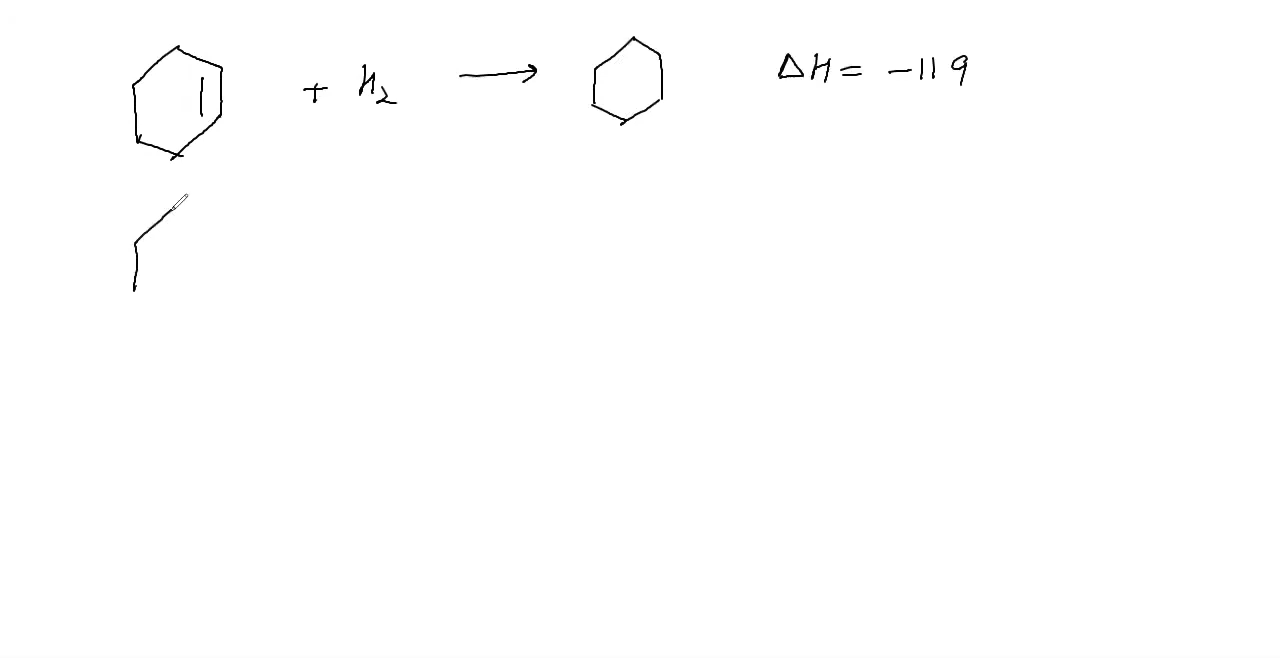 + H₂ → ΔH = -119